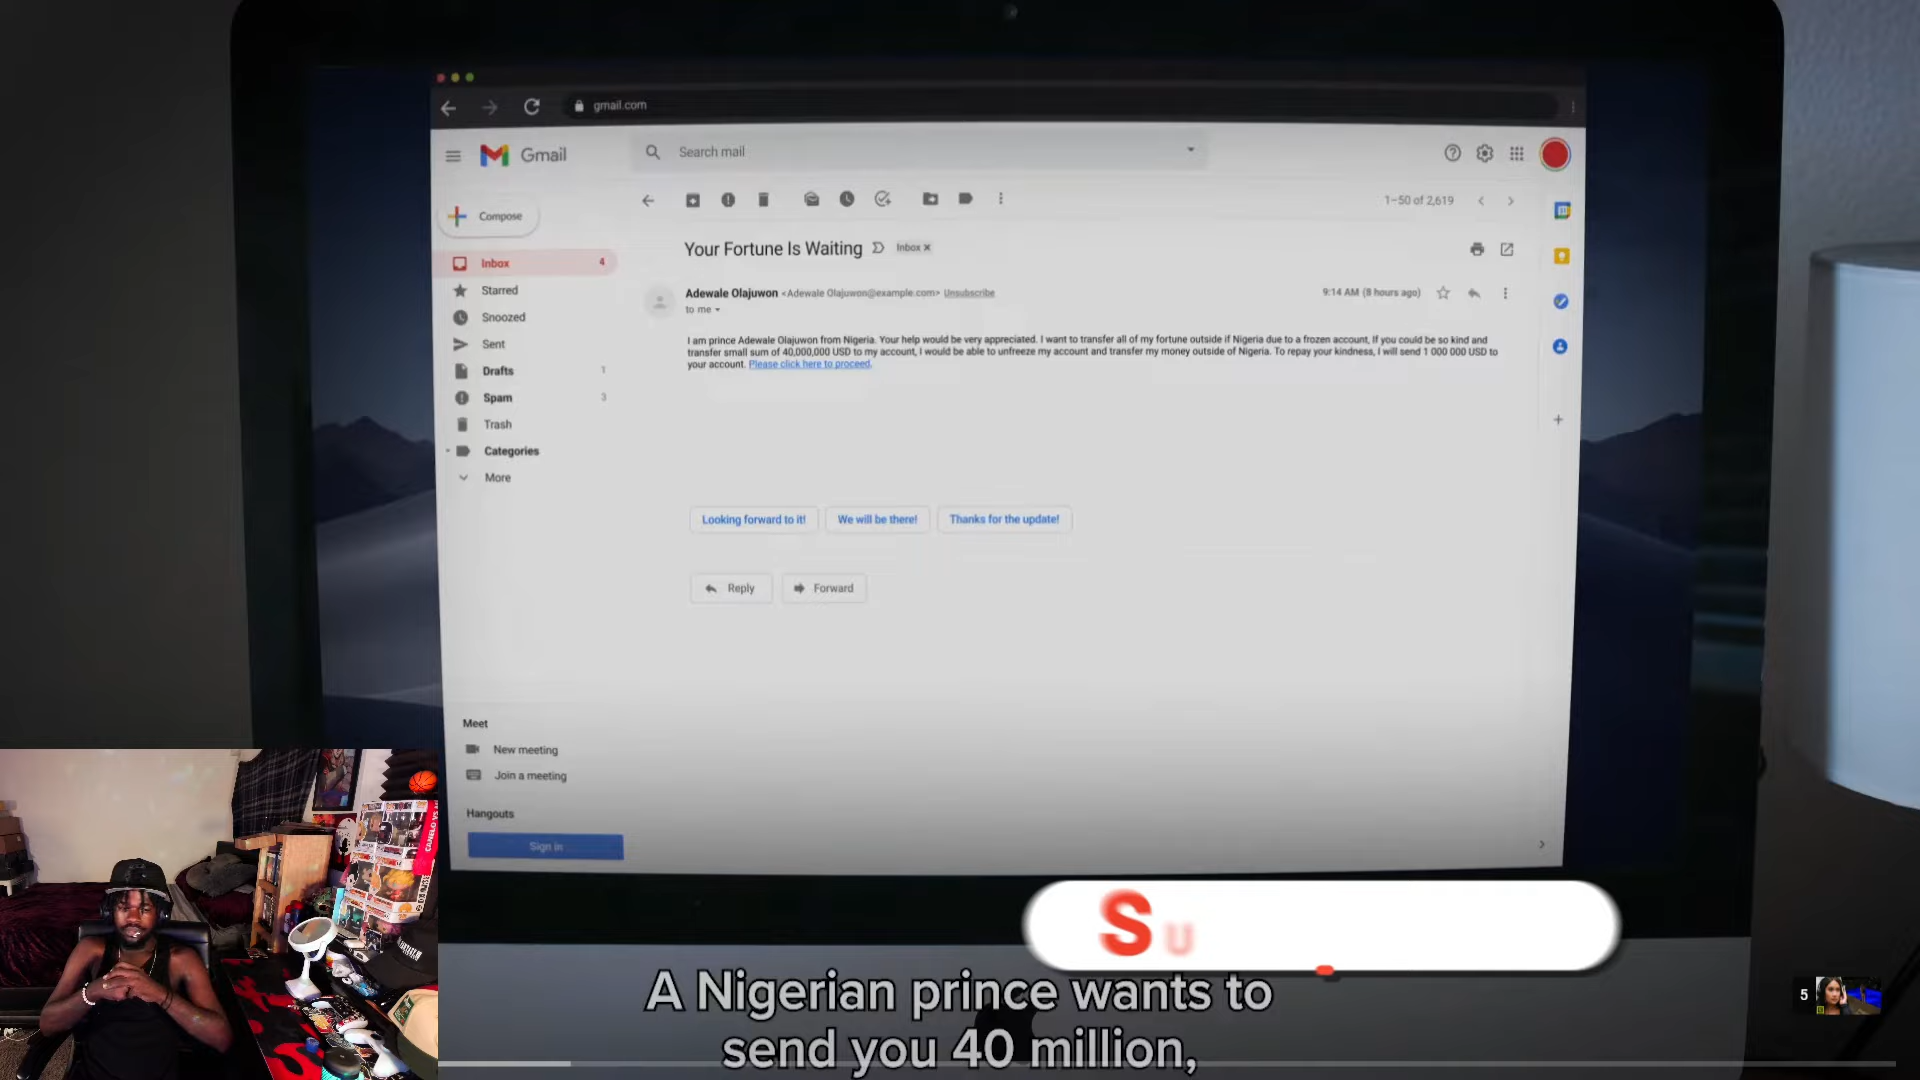 gmail.com
Gmail
Search mail
1–50 of 2,619
Compose
Your Fortune Is Waiting
Inbox
Inbox 4
Adewale Olajuwon <Adewale Olajuwon@example.com> Unsubscribe
9:14 AM (8 hours ago)
to me
Starred
Snoozed
Sent
Drafts 1
Spam 3
Trash
Categories
More
I am prince Adewale Olajuwon from Nigeria. Your help would be very appreciated. I want to transfer all of my fortune outside if Nigeria due to a frozen account, If you could be so kind and
transfer small sum of 40,000,000 USD to my account, I would be able to unfreeze my account and transfer my money outside of Nigeria. To repay your kindness, I will send 1 000 000 USD to
your account. Please click here to proceed.
Looking forward to it!
We will be there!
Thanks for the update!
Reply
Forward
Meet
New meeting
Join a meeting
Hangouts
Sign in
Su
A Nigerian prince wants to
send you 40 million,
5